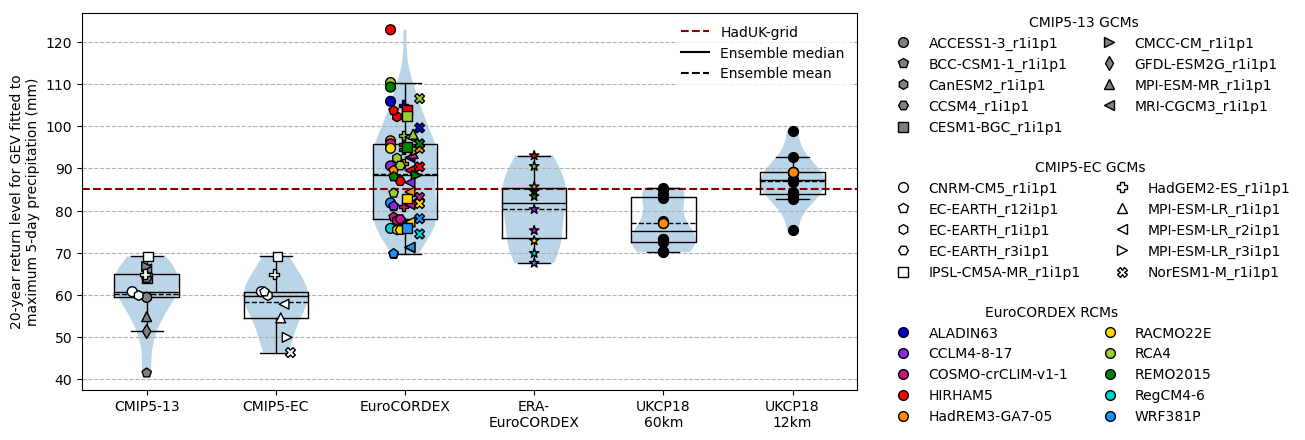 20-year return level for GEV fitted to
maximum 5-day precipitation (mm)
120
110
100
90
80
70
60
50
40
HadUK-grid
Ensemble median
Ensemble mean
CMIP5-13
CMIP5-EC
EuroCORDEX
ERA-
EuroCORDEX
UKCP18
60km
UKCP18
12km
CMIP5-13 GCMs
ACCESS1-3_r1i1p1
BCC-CSM1-1_r1i1p1
CanESM2_r1i1p1
CCSM4_r1i1p1
CESM1-BGC_r1i1p1
CMCC-CM_r1i1p1
GFDL-ESM2G_r1i1p1
MPI-ESM-MR_r1i1p1
MRI-CGCM3_r1i1p1
CMIP5-EC GCMs
CNRM-CM5_r1i1p1
EC-EARTH_r12i1p1
EC-EARTH_r1i1p1
EC-EARTH_r3i1p1
IPSL-CM5A-MR_r1i1p1
HadGEM2-ES_r1i1p1
MPI-ESM-LR_r1i1p1
MPI-ESM-LR_r2i1p1
MPI-ESM-LR_r3i1p1
NorESM1-M_r1i1p1
EuroCORDEX RCMs
ALADIN63
CCLM4-8-17
COSMO-crCLIM-v1-1
HIRHAM5
HadREM3-GA7-05
RACMO22E
RCA4
REMO2015
RegCM4-6
WRF381P